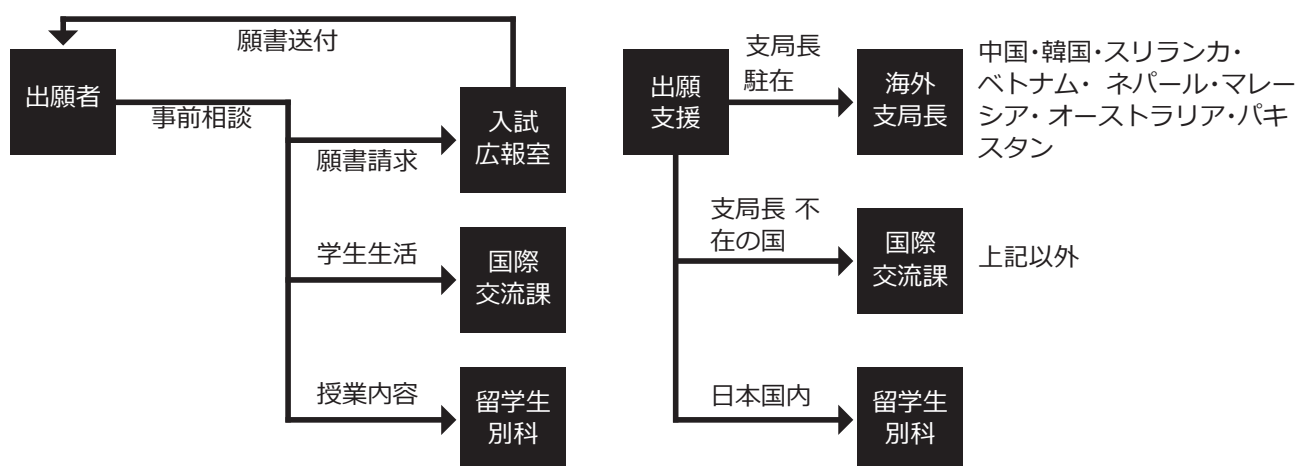 願書送付
出願者
事前相談
願書請求
入試
広報室
学生生活
国際
交流課
授業内容
留学生
別科
出願
支援
支局長
駐在
海外
支局長
中国・韓国・スリランカ・
ベトナム・ ネパール・マレー
シア・ オーストラリア・パキ
スタン
支局長 不
在の国
国際
交流課
上記以外
日本国内
留学生
別科